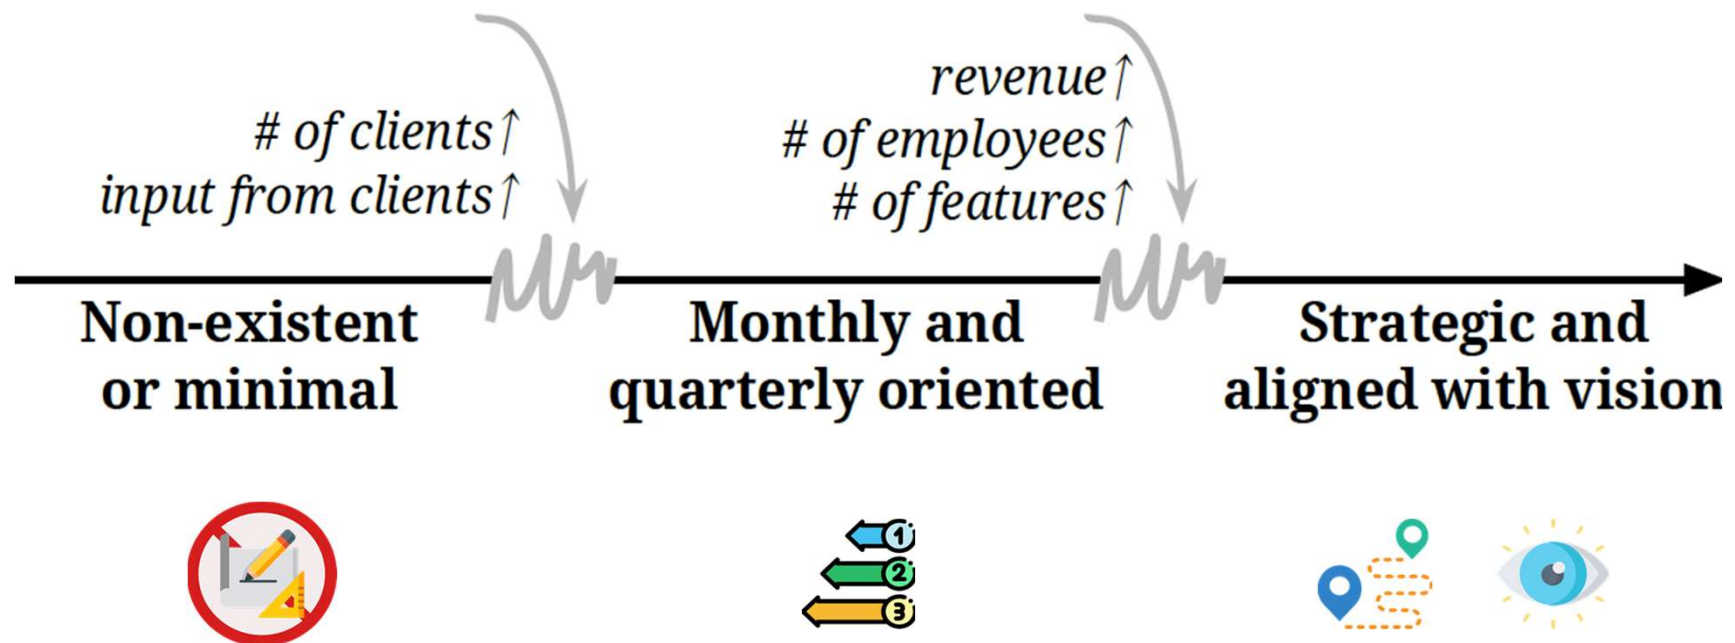 # of clients↑
input from clients↑
revenue↑
# of employees↑
# of features↑
Non-existent
or minimal
Monthly and
quarterly oriented
Strategic and
aligned with vision
1
2
3